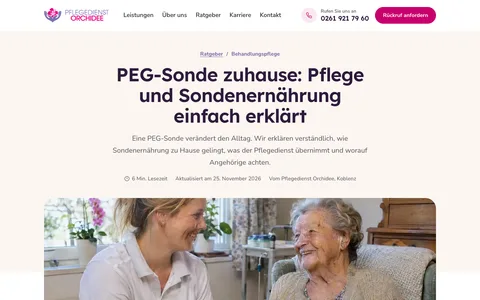 PFLEGEDIENST
ORCHIDEE
Leistungen Über uns Ratgeber Karriere Kontakt
Rufen Sie uns an
0261 921 79 60
Rückruf anfordern
Ratgeber / Behandlungspflege
PEG-Sonde zuhause: Pflege
und Sondenernährung
einfach erklärt
Eine PEG-Sonde verändert den Alltag. Wir erklären verständlich, wie
Sondenernährung zu Hause gelingt, was der Pflegedienst übernimmt und worauf
Angehörige achten.
6 Min. Lesezeit Aktualisiert am 25. November 2026 Vom Pflegedienst Orchidee, Koblenz